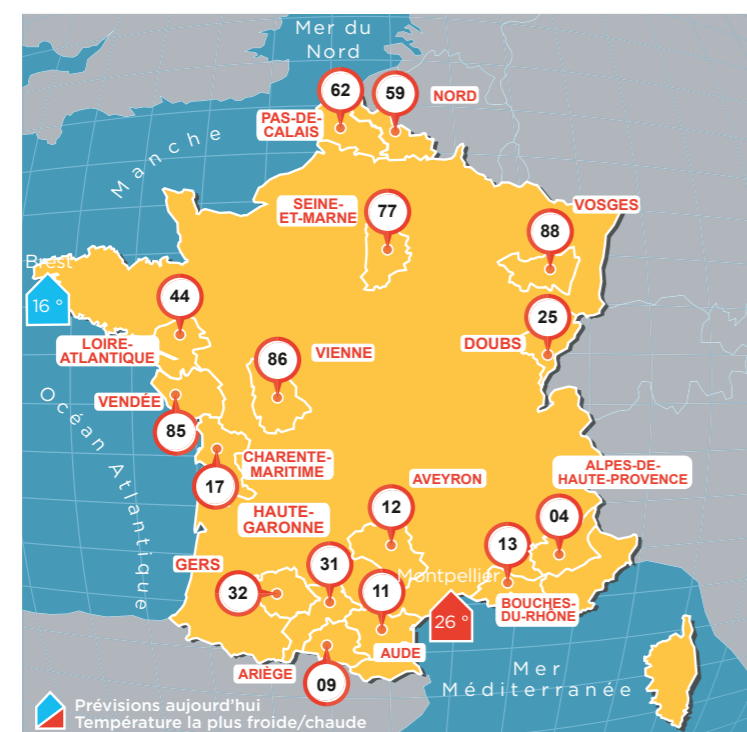 Mer du
Nord
62
59
NORD
PAS-DE-
CALAIS
Manche
SEINE-
ET-MARNE
77
VOSGES
88
Brest
16 °
44
LOIRE-
ATLANTIQUE
25
DOUBS
86
VIENNE
VENDÉE
85
Océan Atlantique
CHARENTE-
MARITIME
17
HAUTE-
GARONNE
AVEYRON
12
ALPES-DE-
HAUTE-PROVENCE
04
13
GERS
32
31
11
Montpellier
26 °
BOUCHES-
DU-RHÔNE
AUDE
ARIÈGE
09
Mer
Méditerranée
Prévisions aujourd'hui
Température la plus froide/chaude